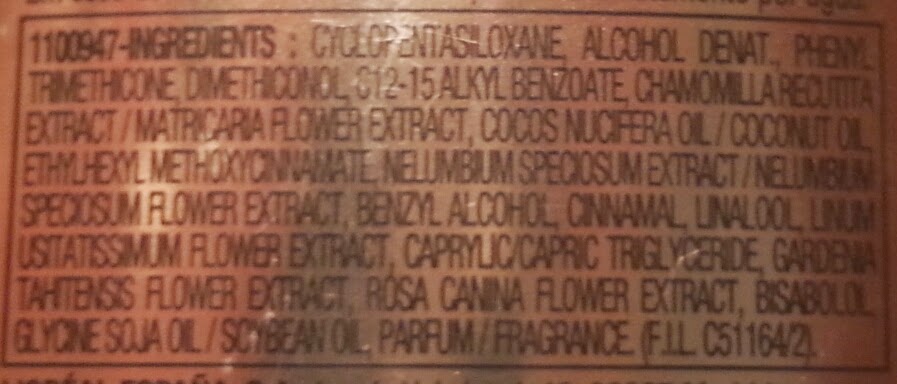 1100947-INGREDIENTS : CYCLOPENTASILOXANE, ALCOHOL DENAT., PHENYL
TRIMETHICONE, DIMETHICONOL, C12-15 ALKYL BENZOATE, CHAMOMILLA RECUTITA
EXTRACT / MATRICARIA FLOWER EXTRACT, COCOS NUCIFERA OIL / COCONUT OIL,
ETHYLHEXYL METHOXYCINNAMATE, NELUMBIUM SPECIOSUM EXTRACT / NELUMBIUM
SPECIOSUM FLOWER EXTRACT, BENZYL ALCOHOL, CINNAMAL, LINALOOL, LINUM
USITATISSIMUM FLOWER EXTRACT, CAPRYLIC/CAPRIC TRIGLYCERIDE, GARDENIA
TAHITENSIS FLOWER EXTRACT, ROSA CANINA FLOWER EXTRACT, BISABOLOL,
GLYCINE SOJA OIL / SOYBEAN OIL, PARFUM / FRAGRANCE. (F.I.L. C51164/2).